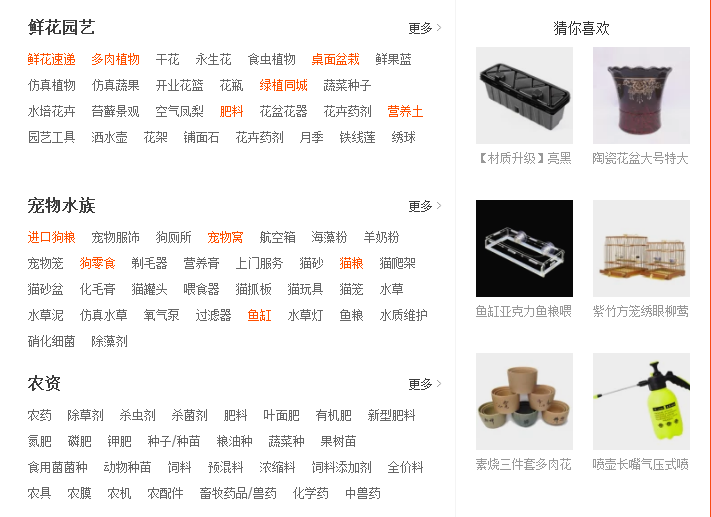 鲜花园艺 更多
鲜花速递 多肉植物 干花 永生花 食虫植物 桌面盆栽 鲜果蓝
仿真植物 仿真蔬果 开业花篮 花瓶 绿植同城 蔬菜种子
水培花卉 苔藓景观 空气凤梨 肥料 花盆花器 花卉药剂 营养土
园艺工具 洒水壶 花架 铺面石 花卉药剂 月季 铁线莲 绣球
宠物水族 更多
进口狗粮 宠物服饰 狗厕所 宠物窝 航空箱 海藻粉 羊奶粉
宠物笼 狗零食 剃毛器 营养膏 上门服务 猫砂 猫粮 猫爬架
猫砂盆 化毛膏 猫罐头 喂食器 猫抓板 猫玩具 猫笼 水草
水草泥 仿真水草 氧气泵 过滤器 鱼缸 水草灯 鱼粮 水质维护
硝化细菌 除藻剂
农资 更多
农药 除草剂 杀虫剂 杀菌剂 肥料 叶面肥 有机肥 新型肥料
氮肥 磷肥 钾肥 种子/种苗 粮油种 蔬菜种 果树苗
食用菌菌种 动物种苗 饲料 预混料 浓缩料 饲料添加剂 全价料
农具 农膜 农机 农配件 畜牧药品/兽药 化学药 中兽药
猜你喜欢
【材质升级】亮黑
陶瓷花盆大号特大
鱼缸亚克力鱼粮喂
紫竹方笼绣眼柳莺
素烧三件套多肉花
喷壶长嘴气压式喷